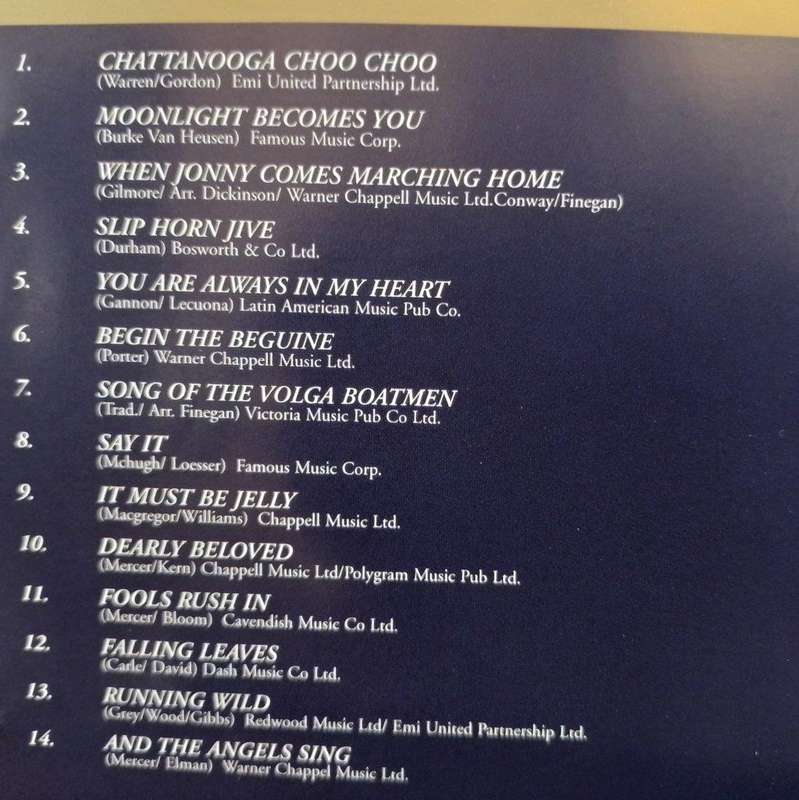 1. CHATTANOOGA CHOO CHOO
(Warren/Gordon) Emi United Partnership Ltd.
2. MOONLIGHT BECOMES YOU
(Burke Van Heusen) Famous Music Corp.
3. WHEN JONNY COMES MARCHING HOME
(Gilmore/ Arr. Dickinson/ Warner Chappell Music Ltd.Conway/Finegan)
4. SLIP HORN JIVE
(Durham) Bosworth & Co Ltd.
5. YOU ARE ALWAYS IN MY HEART
(Gannon/ Lecuona) Latin American Music Pub Co.
6. BEGIN THE BEGUINE
(Porter) Warner Chappell Music Ltd.
7. SONG OF THE VOLGA BOATMEN
(Trad./ Arr. Finegan) Victoria Music Pub Co Ltd.
8. SAY IT
(Mchugh/ Loesser) Famous Music Corp.
9. IT MUST BE JELLY
(Macgregor/Williams) Chappell Music Ltd.
10. DEARLY BELOVED
(Mercer/Kern) Chappell Music Ltd/Polygram Music Pub Ltd.
11. FOOLS RUSH IN
(Mercer/ Bloom) Cavendish Music Co Ltd.
12. FALLING LEAVES
(Carle/ David) Dash Music Co Ltd.
13. RUNNING WILD
(Grey/Wood/Gibbs) Redwood Music Ltd/ Emi United Partnership Ltd.
14. AND THE ANGELS SING
(Mercer/ Elman) Warner Chappel Music Ltd.